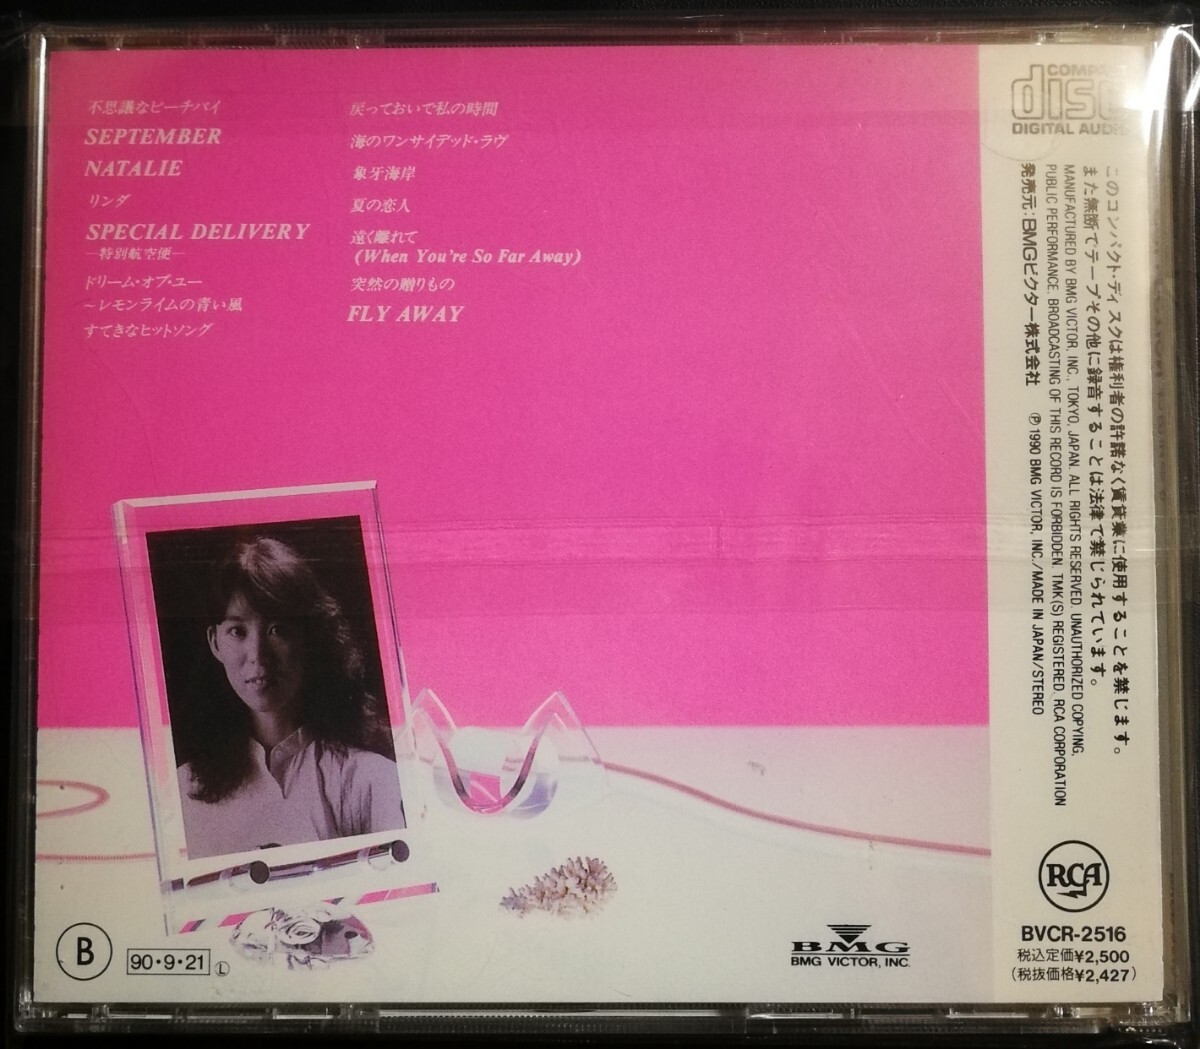 不思議なピーチパイ
SEPTEMBER
NATALIE
リンダ
SPECIAL DELIVERY
―特別航空便―
ドリーム・オブ・ユー
～レモンライムの青い風
すてきなヒットソング
戻っておいで私の時間
海のワンサイデッド・ラヴ
象牙海岸
夏の恋人
遠く離れて
(When You're So Far Away)
突然の贈りもの
FLY AWAY
disc
DIGITAL AUDIO
このコンパクト・ディスクは権利者の許諾なく賃貸業に使用することを禁じます。
また無断でテープその他に録音することは法律で禁じられています。
MANUFACTURED BY BMG VICTOR, INC., TOKYO, JAPAN. ALL RIGHTS RESERVED. UNAUTHORIZED COPYING,
PUBLIC PERFORMANCE, BROADCASTING OF THIS RECORD IS FORBIDDEN. TMK(S) REGISTERED. RCA CORPORATION
発売元:BMGビクター株式会社 ℗ 1990 BMG VICTOR, INC./MADE IN JAPAN/STEREO
RCA
BVCR-2516
税込定価¥2,500
(税抜価格¥2,427)
BMG
BMG VICTOR, INC.
B
90・9・21 Ⓛ